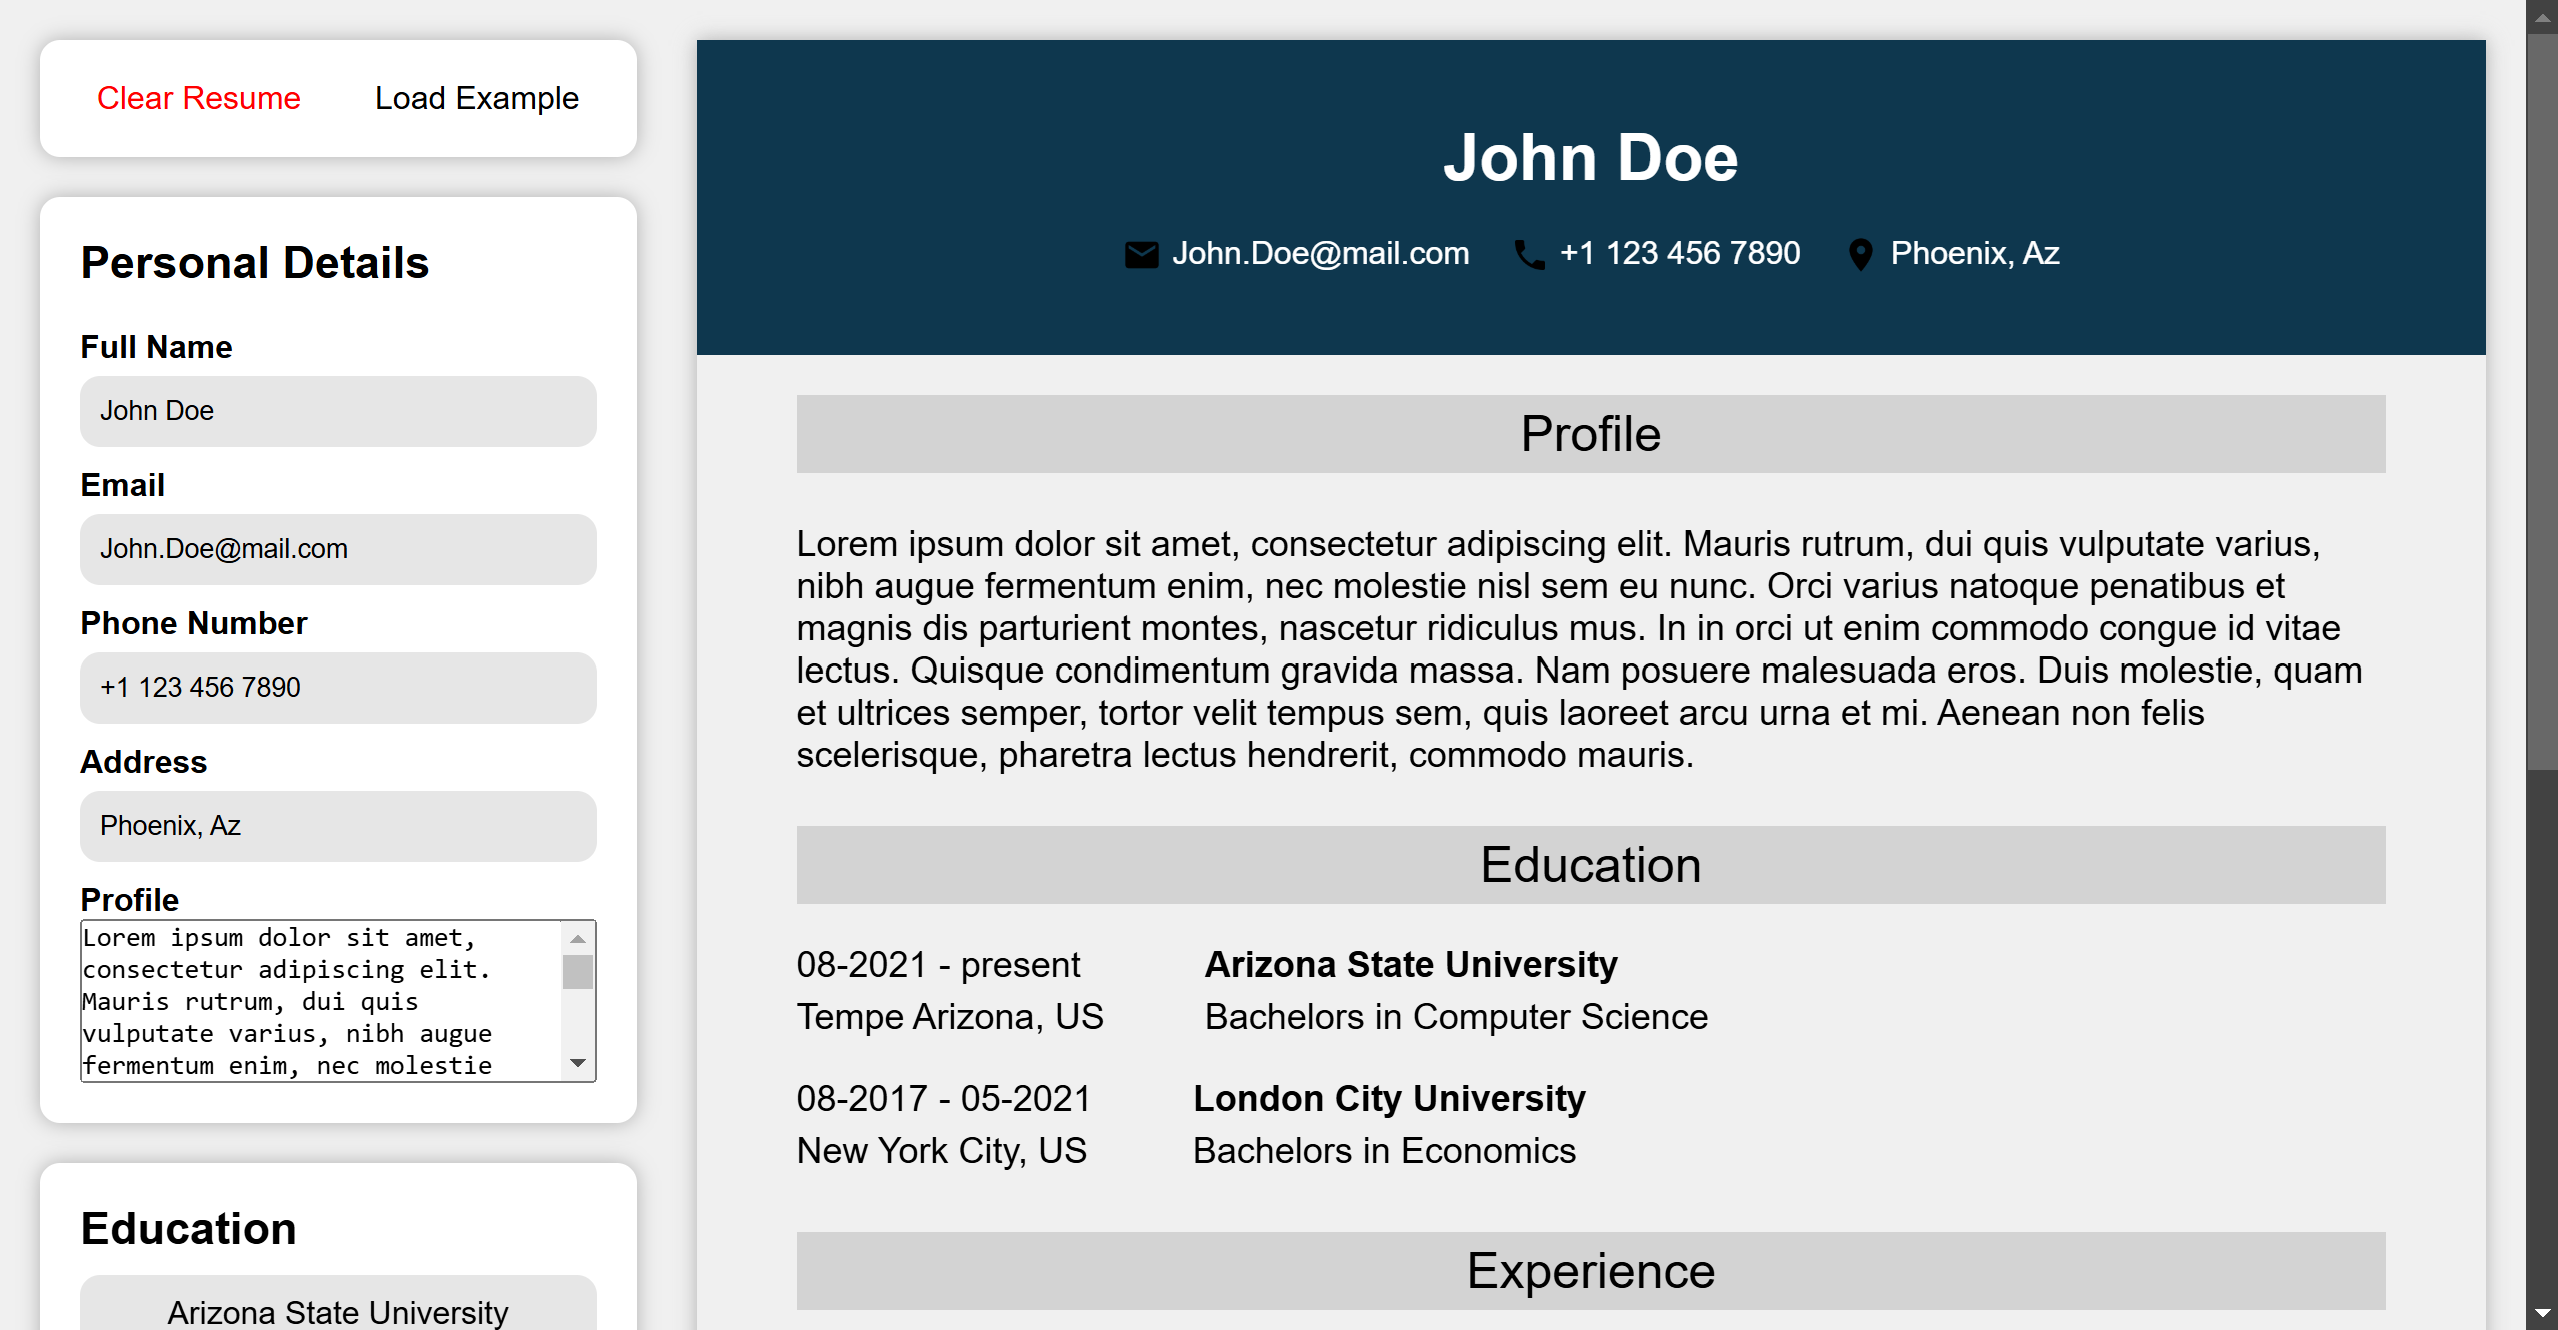 Clear Resume
Load Example
Personal Details
Full Name
John Doe
Email
John.Doe@mail.com
Phone Number
+1 123 456 7890
Address
Phoenix, Az
Profile
Lorem ipsum dolor sit amet,
consectetur adipiscing elit.
Mauris rutrum, dui quis
vulputate varius, nibh augue
fermentum enim, nec molestie
Education
Arizona State University
John Doe
John.Doe@mail.com
+1 123 456 7890
Phoenix, Az
Profile
Lorem ipsum dolor sit amet, consectetur adipiscing elit. Mauris rutrum, dui quis vulputate varius,
nibh augue fermentum enim, nec molestie nisl sem eu nunc. Orci varius natoque penatibus et
magnis dis parturient montes, nascetur ridiculus mus. In in orci ut enim commodo congue id vitae
lectus. Quisque condimentum gravida massa. Nam posuere malesuada eros. Duis molestie, quam
et ultrices semper, tortor velit tempus sem, quis laoreet arcu urna et mi. Aenean non felis
scelerisque, pharetra lectus hendrerit, commodo mauris.
Education
08-2021 - present
Arizona State University
Tempe Arizona, US
Bachelors in Computer Science
08-2017 - 05-2021
London City University
New York City, US
Bachelors in Economics
Experience